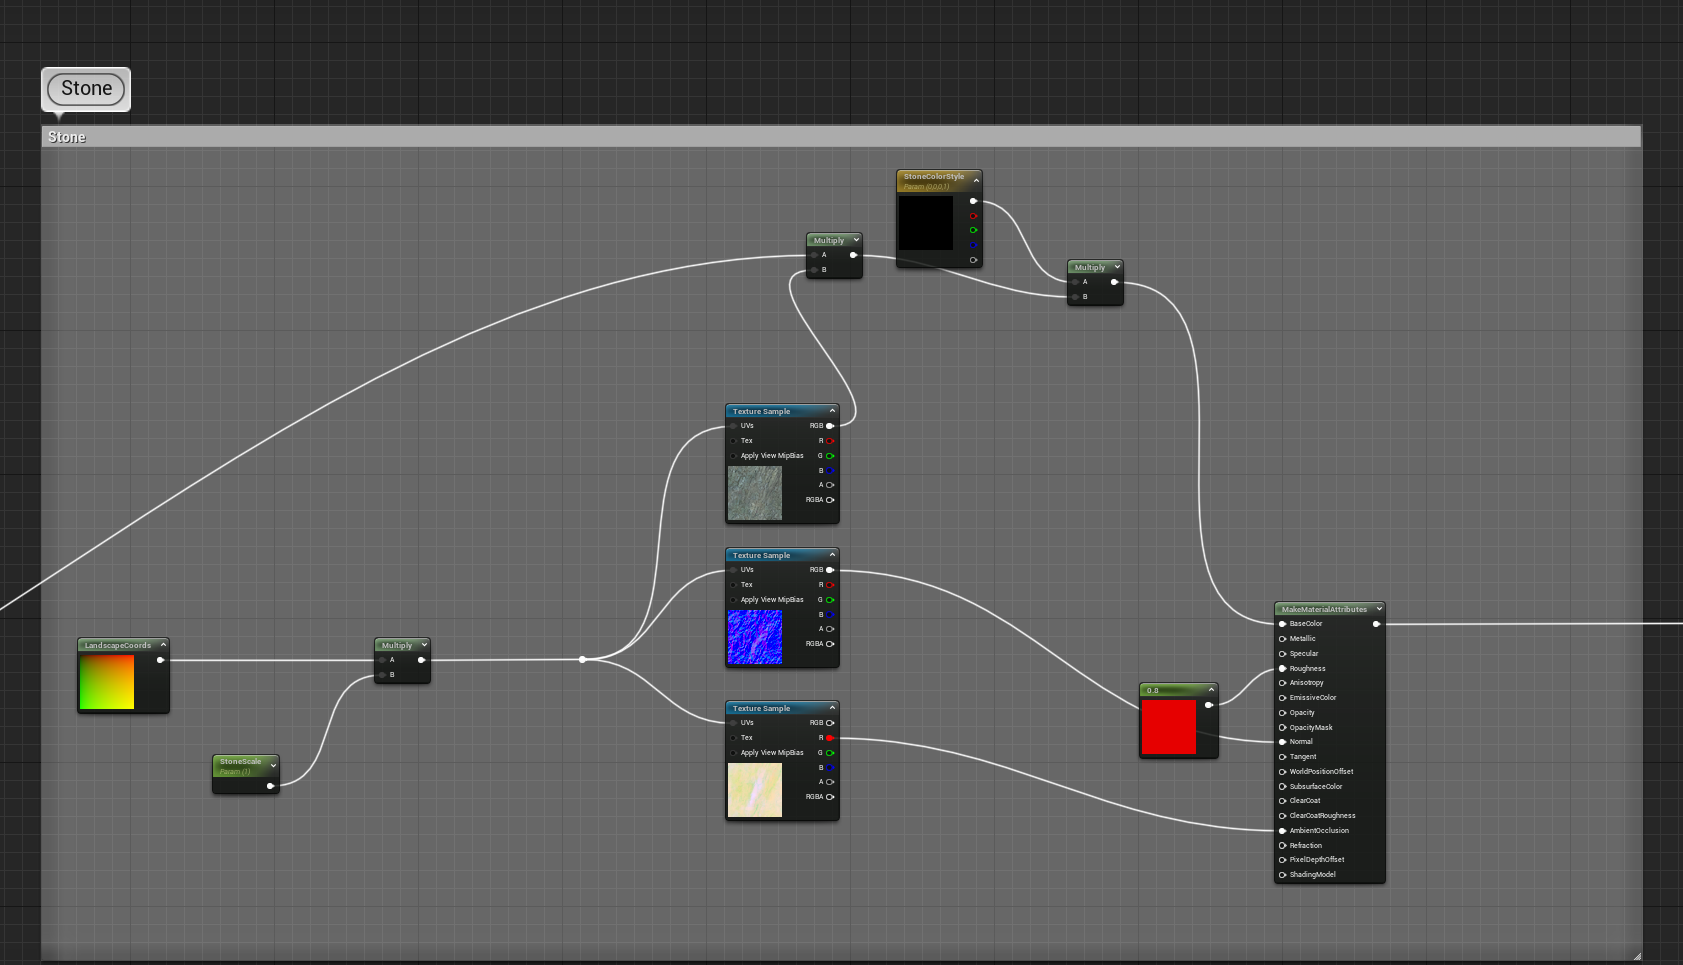 Stone
Stone
StoneColorStyle
Param (0,0,0,1)
Multiply
A
B
Multiply
A
B
Texture Sample
UVs RGB
Tex R
Apply View MipBias G
B
A
RGBA
Texture Sample
UVs RGB
Tex R
Apply View MipBias G
B
A
RGBA
LandscapeCoords
Multiply
A
B
StoneScale
Param (1)
Texture Sample
UVs RGB
Tex R
Apply View MipBias G
B
A
RGBA
0.8
MakeMaterialAttributes
BaseColor
Metallic
Specular
Roughness
Anisotropy
EmissiveColor
Opacity
OpacityMask
Normal
Tangent
WorldPositionOffset
SubsurfaceColor
ClearCoat
ClearCoatRoughness
AmbientOcclusion
Refraction
PixelDepthOffset
ShadingModel